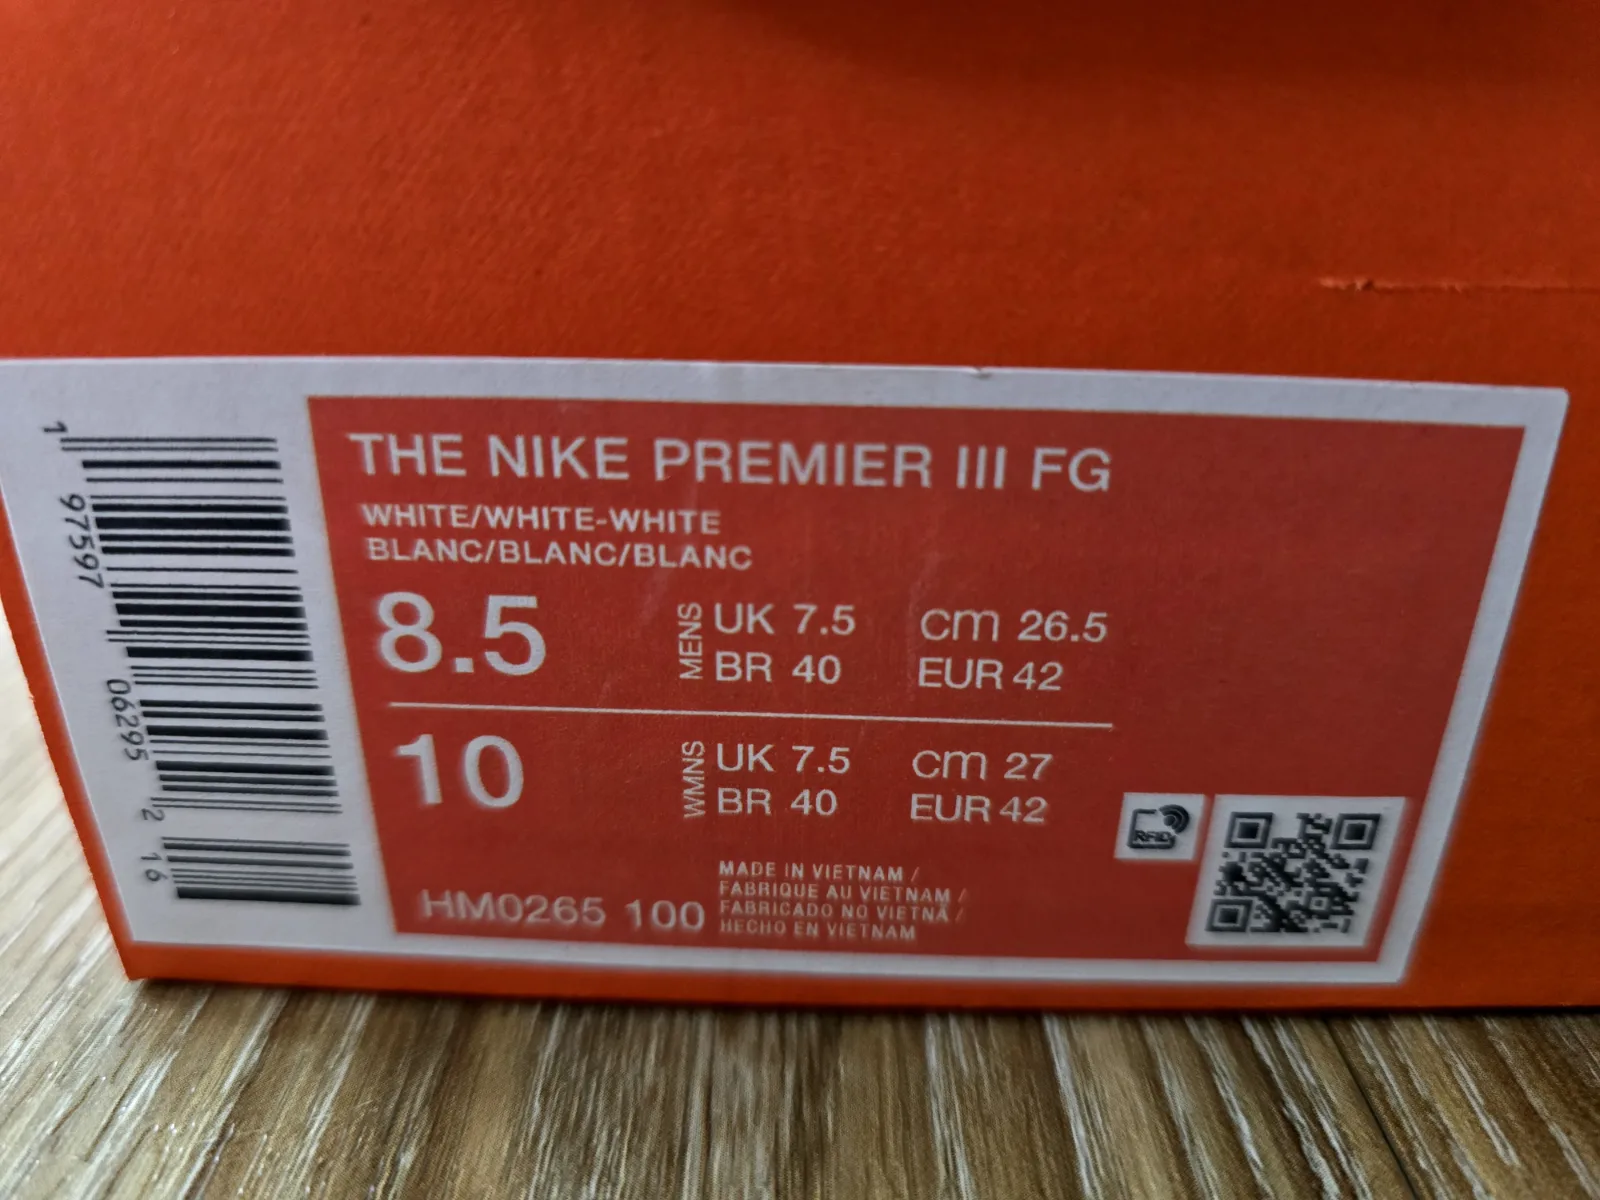 THE NIKE PREMIER III FG
WHITE/WHITE-WHITE
BLANC/BLANC/BLANC
8.5 MENS UK 7.5 cm 26.5
BR 40 EUR 42
10 WMNS UK 7.5 cm 27
BR 40 EUR 42
HM0265 100
MADE IN VIETNAM /
FABRIQUE AU VIETNAM /
FABRICADO NO VIETNÃ /
HECHO EN VIETNAM
RFID
1 97597 06295 2 16